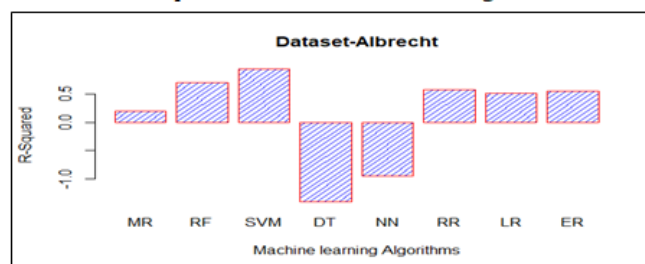 Dataset-Albrecht
R-Squared
0.5
0.0
-1.0
MR RF SVM DT NN RR LR ER
Machine learning Algorithms